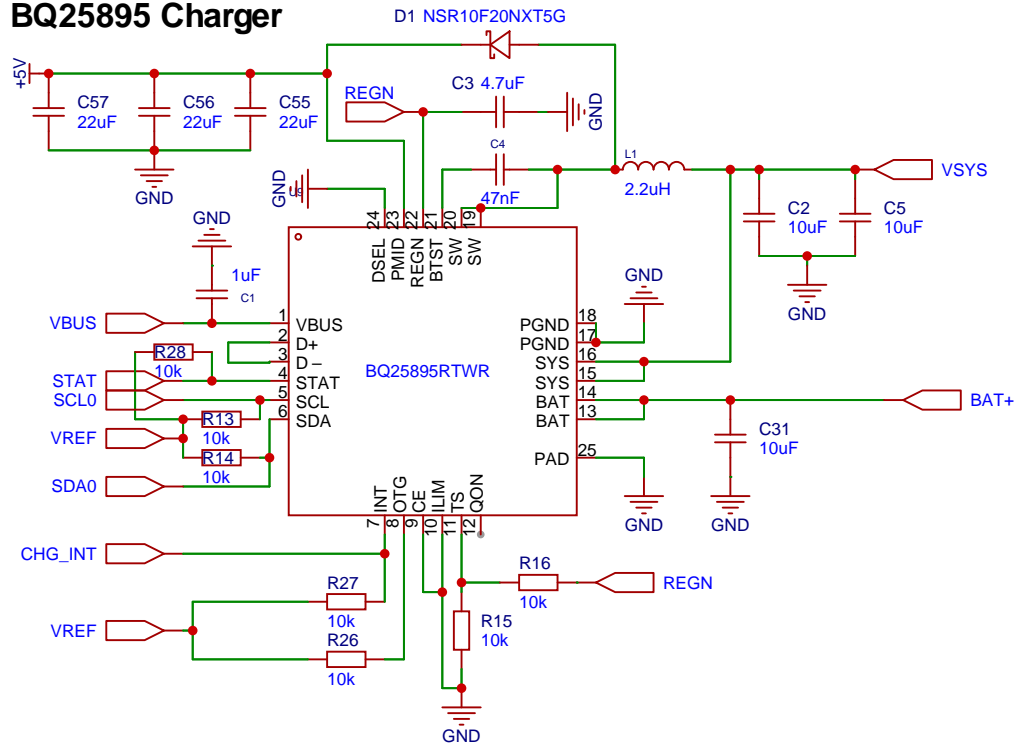 BQ25895 Charger
D1 NSR10F20NXT5G
+5V
C57
22uF
C56
22uF
C55
22uF
GND
REGN
C3 4.7uF
GND
C4
47nF
L1
2.2uH
VSYS
C2
10uF
C5
10uF
GND
GND
GND
1uF
C1
24
23
22
21
20
19
DSEL
PMID
REGN
BTST
SW
SW
VBUS
STAT
SCL0
VREF
SDA0
R28
10k
R13
10k
R14
10k
1
2
3
4
5
6
VBUS
D+
D−
STAT
SCL
SDA
BQ25895RTWR
PGND
PGND
SYS
SYS
BAT
BAT
PAD
18
17
16
15
14
13
25
GND
BAT+
C31
10uF
GND
GND
INT
OTG
CE
ILIM
TS
QON
7
8
9
10
11
12
CHG_INT
VREF
R27
10k
R26
10k
R16
10k
REGN
R15
10k
GND